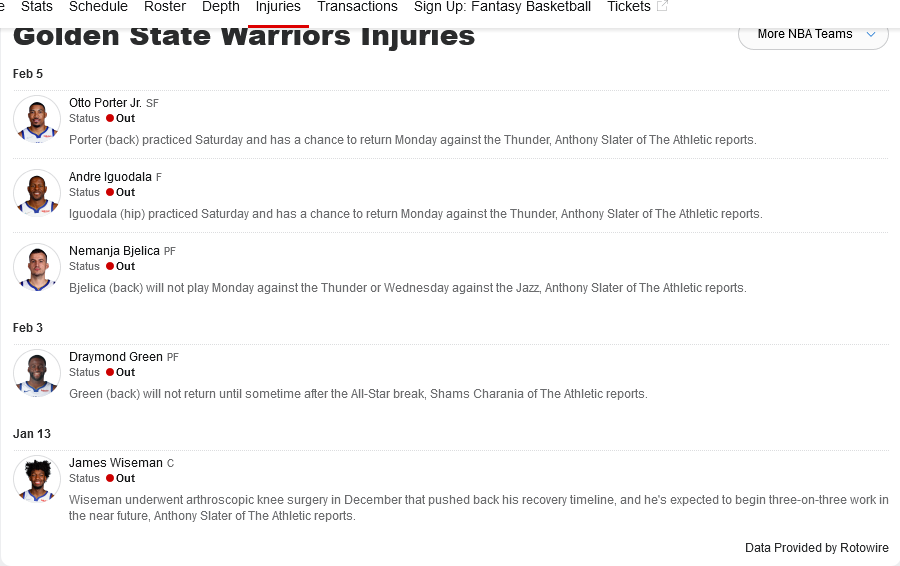 e Stats Schedule Roster Depth Injuries Transactions Sign Up: Fantasy Basketball Tickets
Golden State Warriors Injuries
More NBA Teams
Feb 5
Otto Porter Jr. SF
Status Out
Porter (back) practiced Saturday and has a chance to return Monday against the Thunder, Anthony Slater of The Athletic reports.
Andre Iguodala F
Status Out
Iguodala (hip) practiced Saturday and has a chance to return Monday against the Thunder, Anthony Slater of The Athletic reports.
Nemanja Bjelica PF
Status Out
Bjelica (back) will not play Monday against the Thunder or Wednesday against the Jazz, Anthony Slater of The Athletic reports.
Feb 3
Draymond Green PF
Status Out
Green (back) will not return until sometime after the All-Star break, Shams Charania of The Athletic reports.
Jan 13
James Wiseman C
Status Out
Wiseman underwent arthroscopic knee surgery in December that pushed back his recovery timeline, and he's expected to begin three-on-three work in
the near future, Anthony Slater of The Athletic reports.
Data Provided by Rotowire